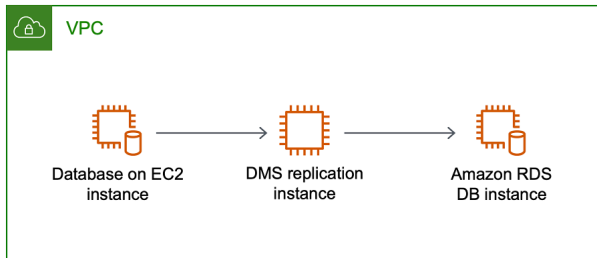 VPC
Database on EC2
instance
DMS replication
instance
Amazon RDS
DB instance